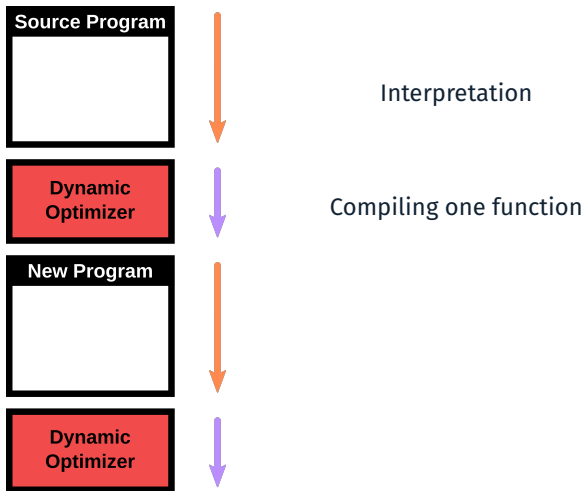 Source Program
Interpretation
Dynamic
Optimizer
Compiling one function
New Program
Dynamic
Optimizer